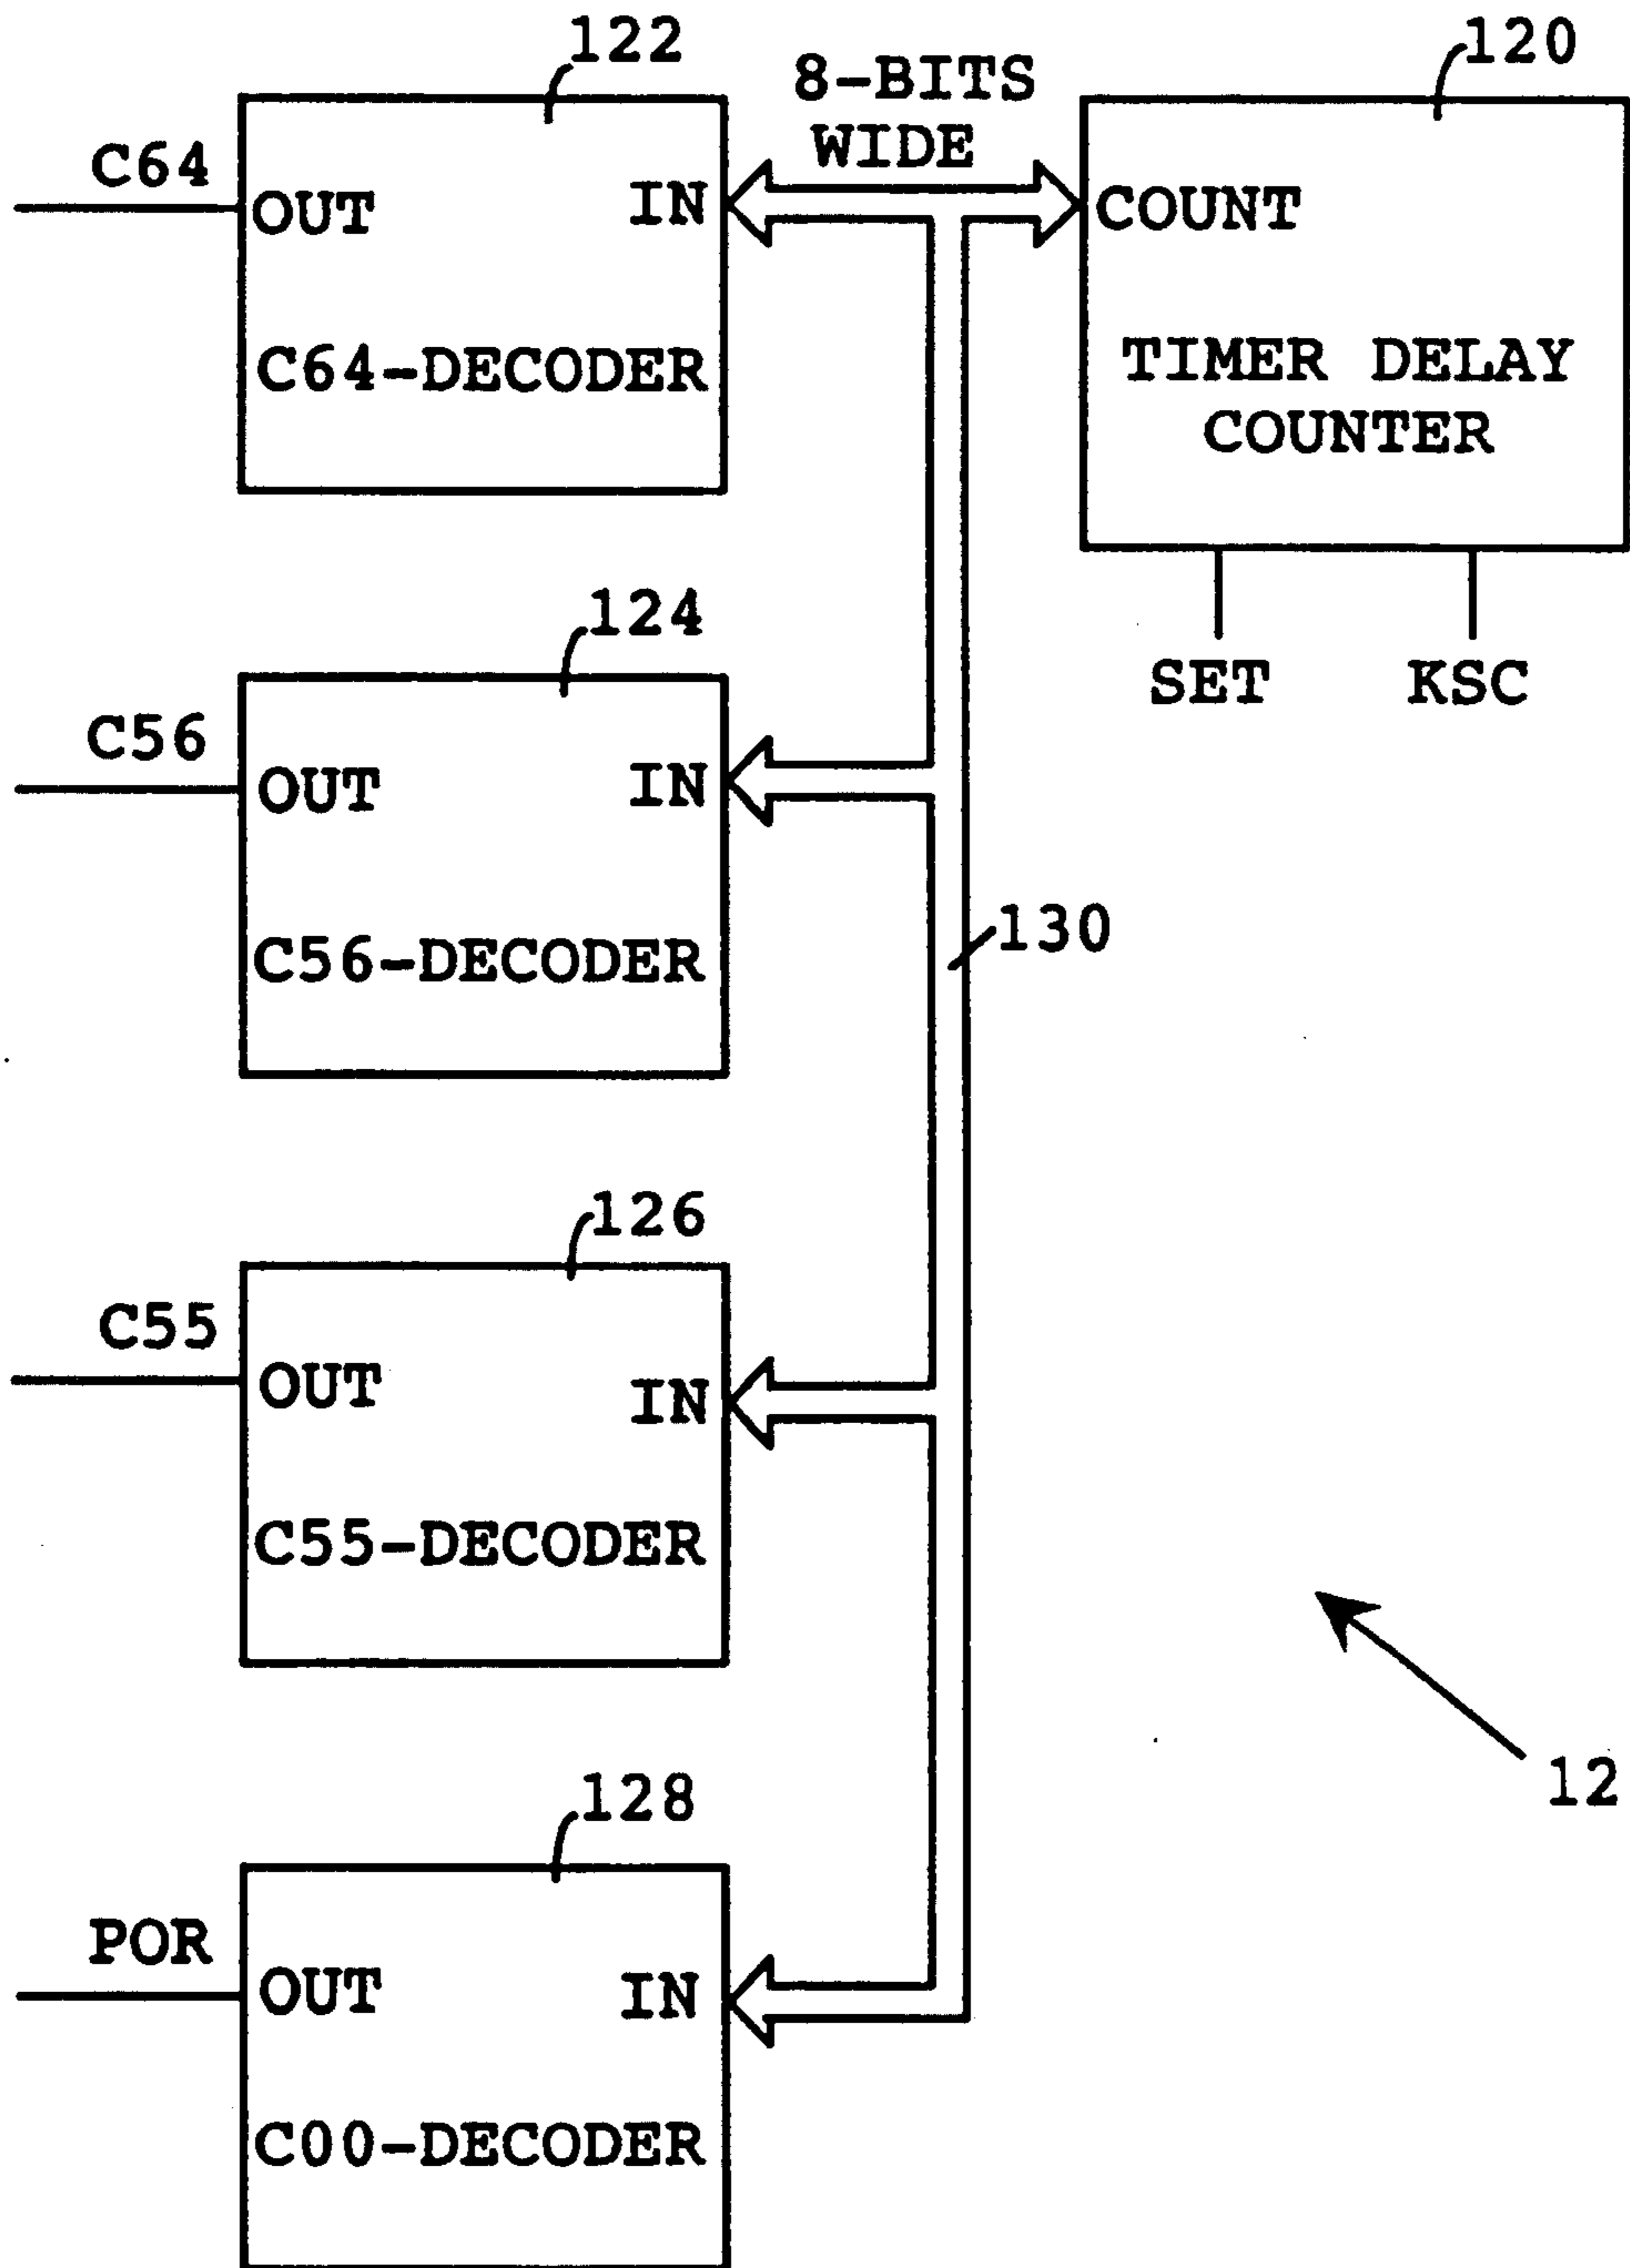 122
8-BITS
WIDE
120
C64
OUT
IN
COUNT
C64-DECODER
TIMER DELAY
COUNTER
SET
KSC
124
C56
OUT
IN
C56-DECODER
130
126
C55
OUT
IN
C55-DECODER
12
128
POR
OUT
IN
C00-DECODER